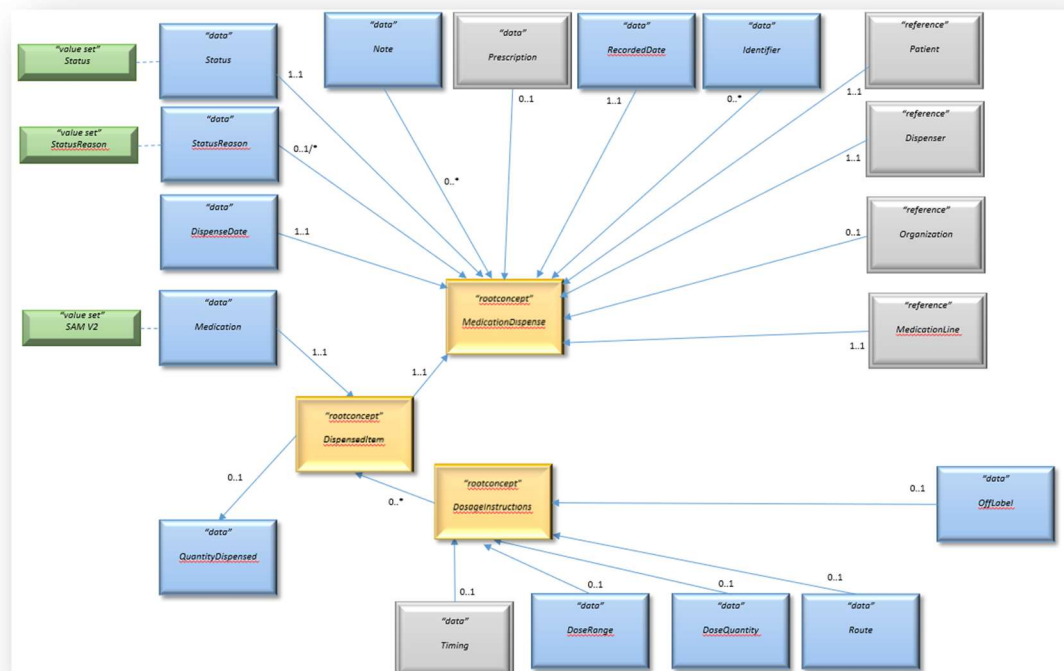 “value set”
Status
“data”
Status
1..1
“data”
Note
0..*
“data”
Prescription
0..1
“data”
RecordedDate
1..1
“data”
Identifier
0..*
“reference”
Patient
1..1
“value set”
StatusReason
“data”
StatusReason
0..1/*
“reference”
Dispenser
1..1
“data”
DispenseDate
1..1
“reference”
Organization
0..1
“rootconcept”
MedicationDispense
“value set”
SAM V2
“data”
Medication
1..1
“reference”
MedicationLine
1..1
1..1
“rootconcept”
DispensedItem
0..1
“data”
QuantityDispensed
0..*
“rootconcept”
DosageInstructions
0..1
“data”
OffLabel
0..1
“data”
Timing
0..1
“data”
DoseRange
0..1
“data”
DoseQuantity
0..1
“data”
Route